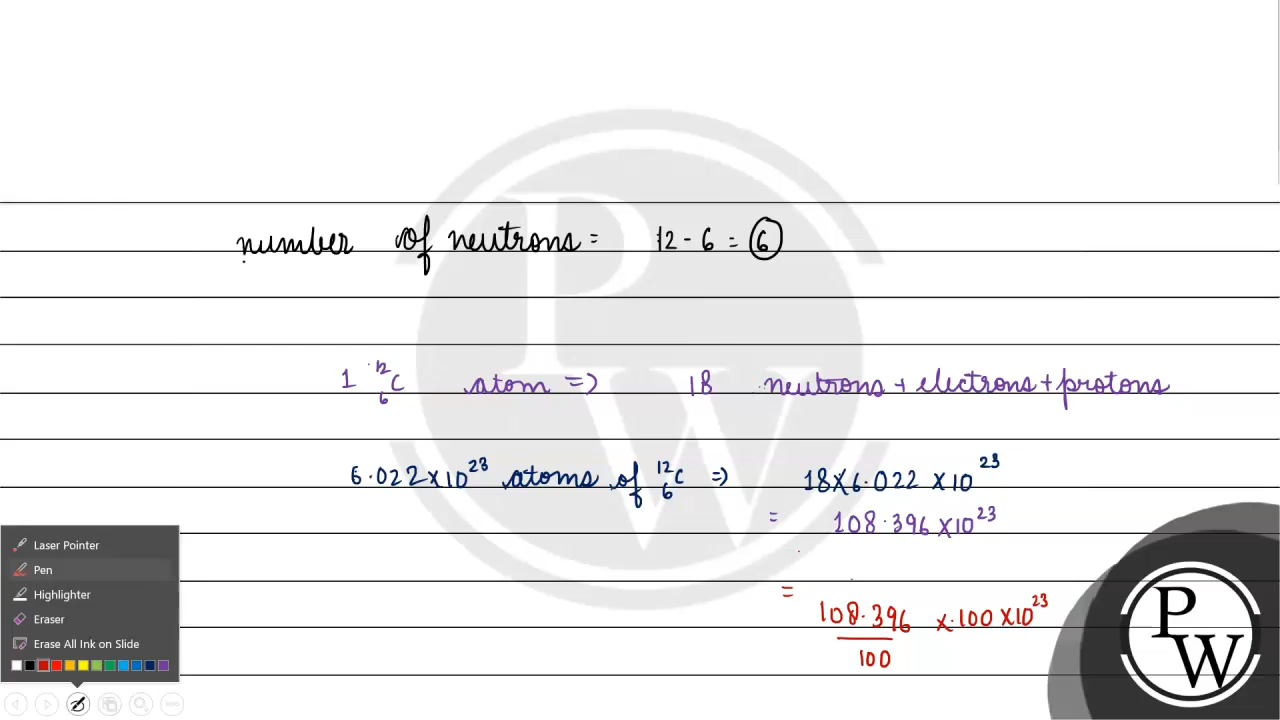 number of neutrons = 12 - 6 = 6
1 ¹²₆C atom => 18 neutrons + electrons + protons
6.022 × 10²³ atoms of ¹²₆C => 18 × 6.022 × 10²³
= 108.396 × 10²³
= 108.396 / 100 × 100 × 10²³
Laser Pointer
Pen
Highlighter
Eraser
Erase All Ink on Slide
PW
PW